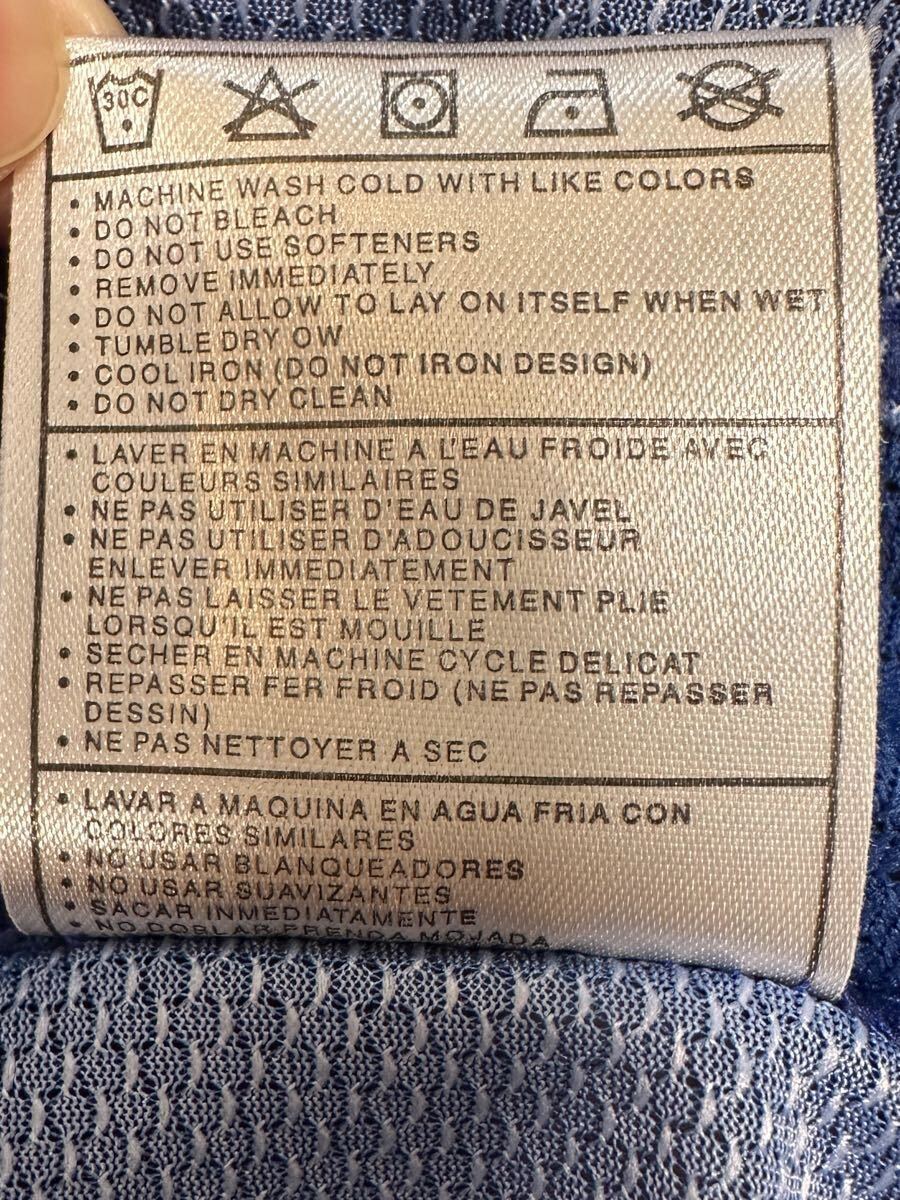 30C
• MACHINE WASH COLD WITH LIKE COLORS
• DO NOT BLEACH
• DO NOT USE SOFTENERS
• REMOVE IMMEDIATELY
• DO NOT ALLOW TO LAY ON ITSELF WHEN WET
• TUMBLE DRY OW
• COOL IRON (DO NOT IRON DESIGN)
• DO NOT DRY CLEAN
• LAVER EN MACHINE A L'EAU FROIDE AVEC
COULEURS SIMILAIRES
• NE PAS UTILISER D'EAU DE JAVEL
• NE PAS UTILISER D'ADOUCISSEUR
ENLEVER IMMEDIATEMENT
• NE PAS LAISSER LE VETEMENT PLIE
LORSQU'IL EST MOUILLE
• SECHER EN MACHINE CYCLE DELICAT
• REPASSER FER FROID (NE PAS REPASSER
DESSIN)
• NE PAS NETTOYER A SEC
• LAVAR A MAQUINA EN AGUA FRIA CON
COLORES SIMILARES
• NO USAR BLANQUEADORES
• NO USAR SUAVIZANTES
• SACAR INMEDIATAMENTE
• NO DOBLAR PRENDA MOJADA